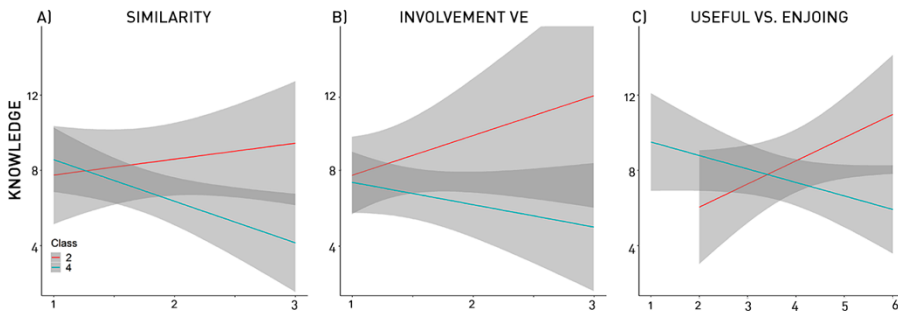 A) SIMILARITY
B) INVOLVEMENT VE
C) USEFUL VS. ENJOING
KNOWLEDGE
12
8
4
Class
2
4
1 2 3
12
8
4
1 2 3
12
8
4
1 2 3 4 5 6